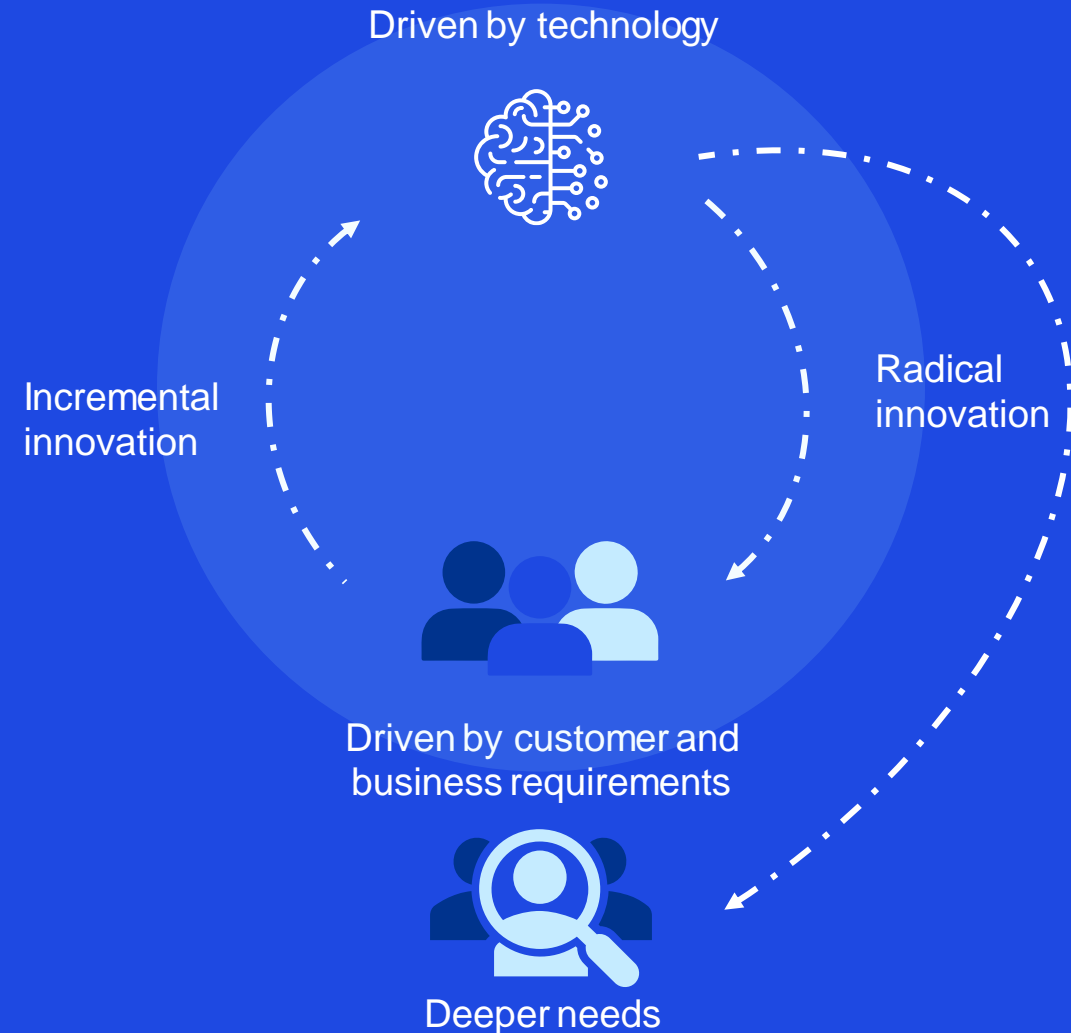 Driven by technology
Incremental
innovation
Radical
innovation
Driven by customer and
business requirements
Deeper needs